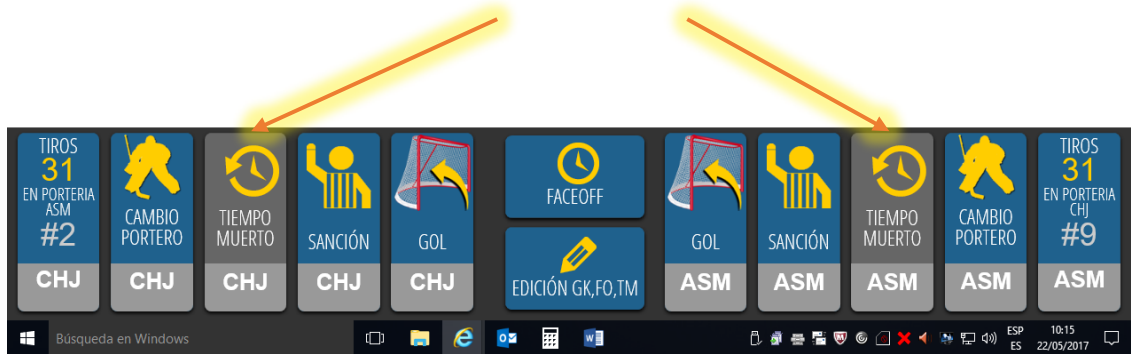 TIROS
31
EN PORTERIA
ASM
#2
CHJ
CAMBIO
PORTERO
CHJ
TIEMPO
MUERTO
CHJ
SANCIÓN
CHJ
GOL
CHJ
FACEOFF
EDICIÓN GK,FO,TM
GOL
ASM
SANCIÓN
ASM
TIEMPO
MUERTO
ASM
CAMBIO
PORTERO
ASM
TIROS
31
EN PORTERIA
CHJ
#9
ASM
Búsqueda en Windows
ESP
ES
10:15
22/05/2017